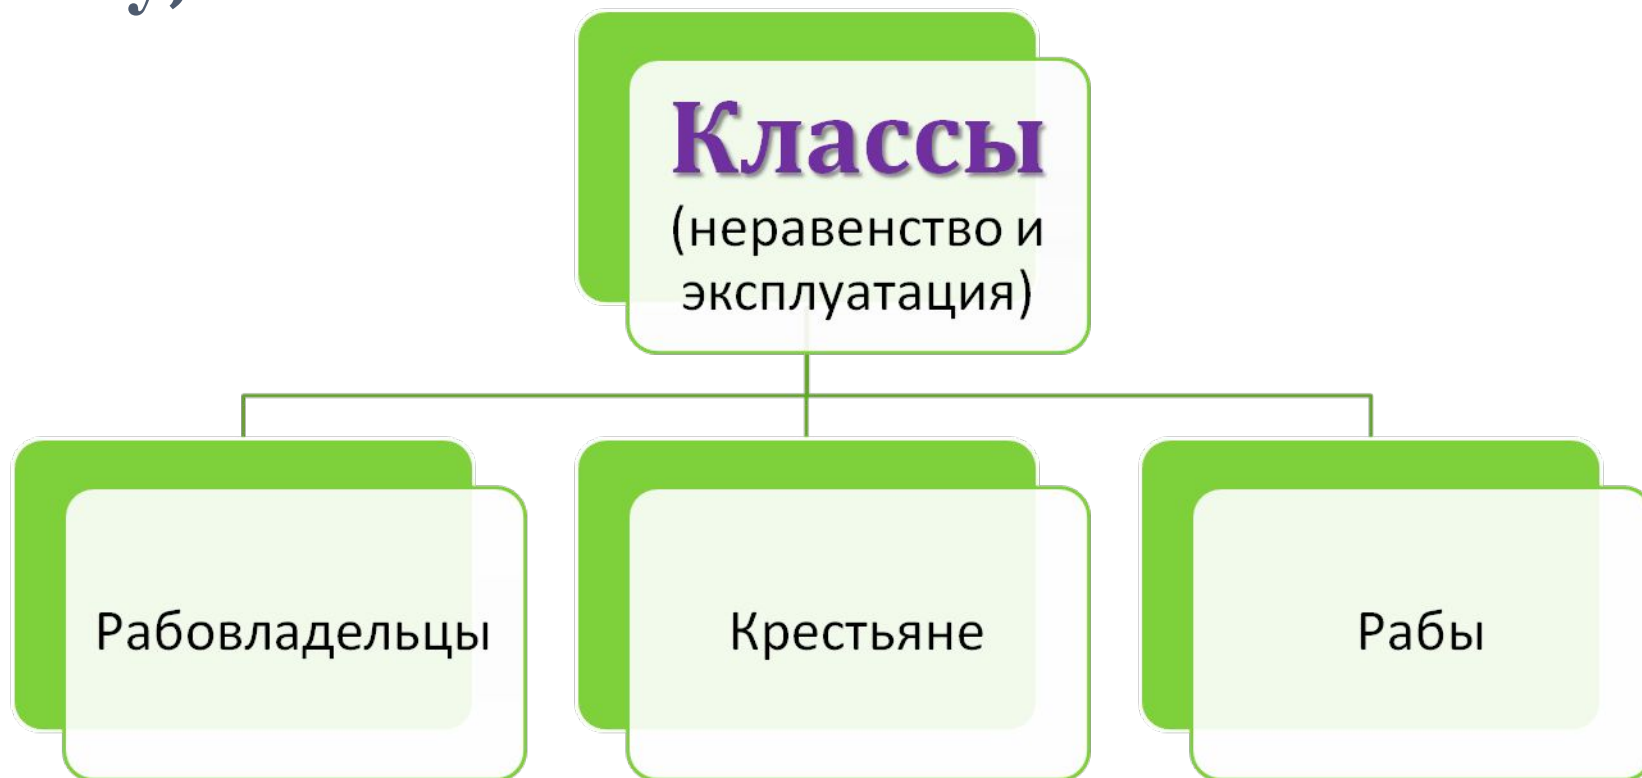 Классы
(неравенство и
эксплуатация)
Рабовладельцы
Крестьяне
Рабы